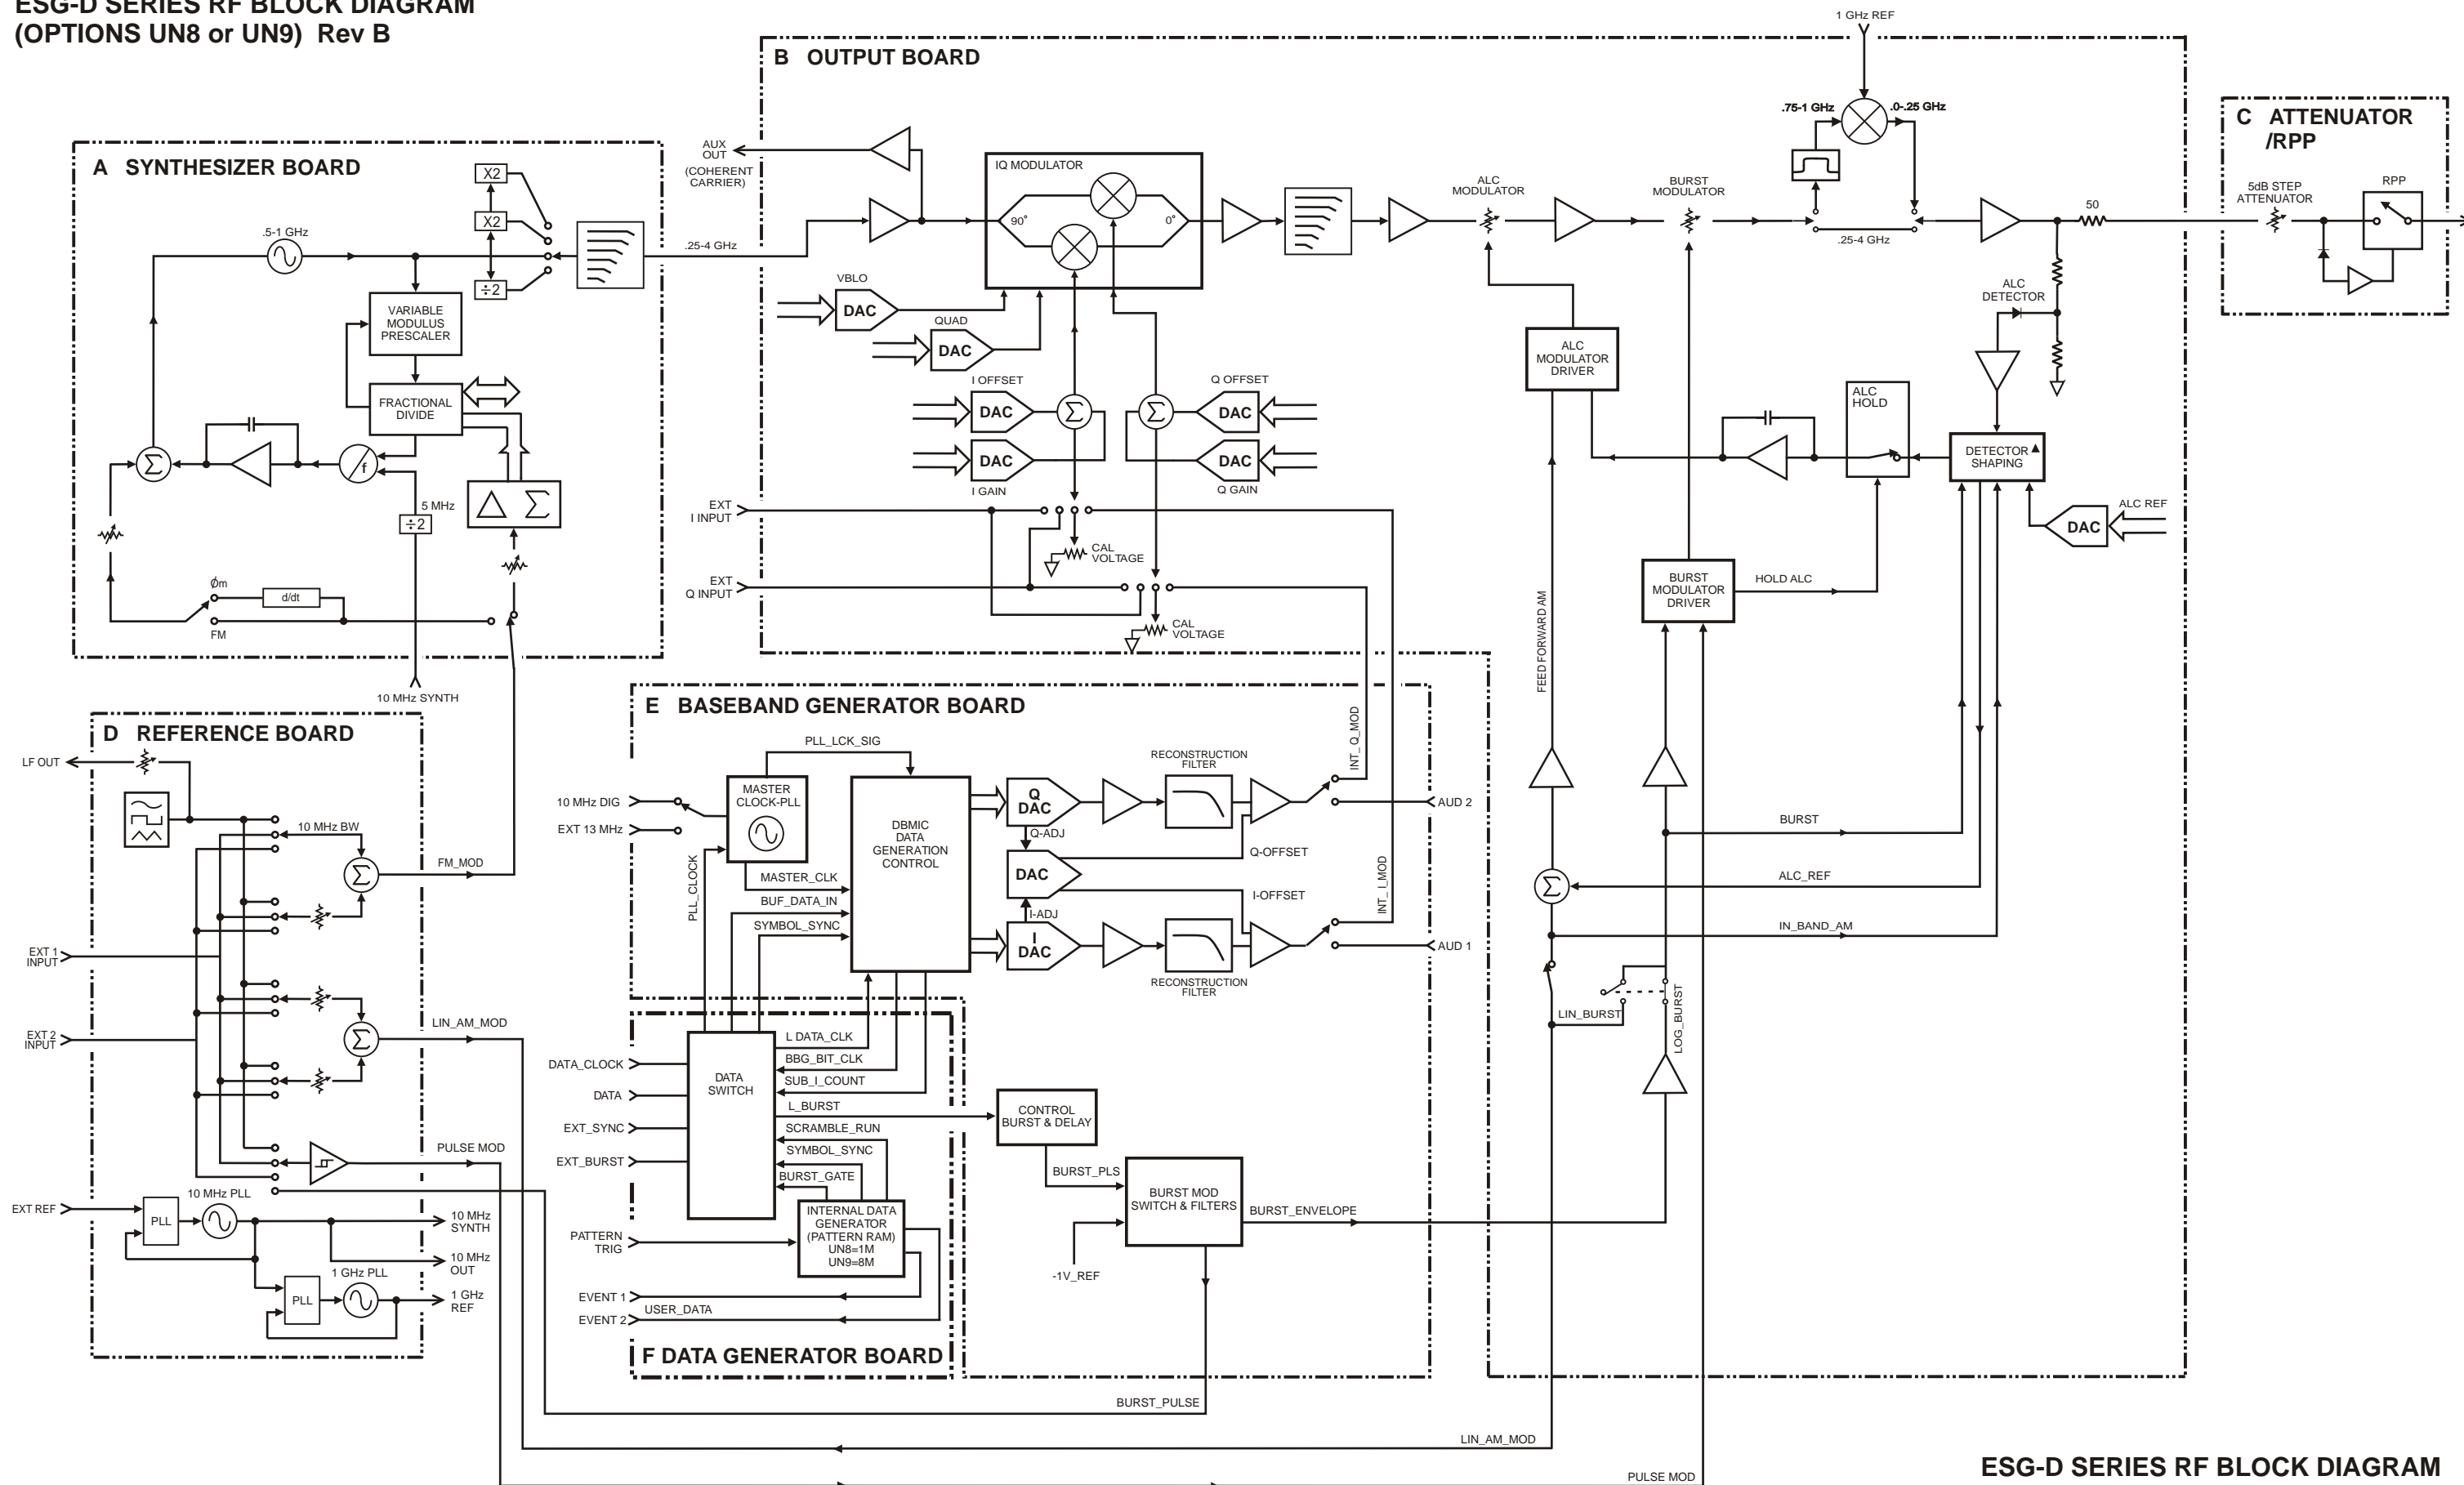 ESG-D SERIES RF BLOCK DIAGRAM
(OPTIONS UN8 or UN9) Rev B
A SYNTHESIZER BOARD
X2
X2
÷2
.5-1 GHz
VARIABLE
MODULUS
PRESCALER
FRACTIONAL
DIVIDE
Σ
f
5 MHz
÷2
Σ
Øm
d/dt
FM
10 MHz SYNTH
.25-4 GHz
B OUTPUT BOARD
AUX
OUT
(COHERENT
CARRIER)
IQ MODULATOR
90°
0°
VBLO
DAC
QUAD
DAC
I OFFSET
DAC
Σ
DAC
I GAIN
Q OFFSET
Σ
DAC
DAC
Q GAIN
EXT
I INPUT
CAL
VOLTAGE
EXT
Q INPUT
CAL
VOLTAGE
ALC
MODULATOR
BURST
MODULATOR
1 GHz REF
.75-1 GHz
.0-.25 GHz
.25-4 GHz
50
ALC
DETECTOR
ALC
MODULATOR
DRIVER
ALC
HOLD
DETECTOR
SHAPING
ALC REF
DAC
BURST
MODULATOR
DRIVER
HOLD ALC
FEED FORWARD AM
BURST
Σ
ALC_REF
IN_BAND_AM
LIN_BURST
LOG_BURST
C ATTENUATOR
/RPP
5dB STEP
ATTENUATOR
RPP
D REFERENCE BOARD
LF OUT
10 MHz BW
Σ
FM_MOD
EXT 1
INPUT
EXT 2
INPUT
Σ
LIN_AM_MOD
PULSE MOD
EXT REF
PLL
10 MHz PLL
10 MHz
SYNTH
10 MHz
OUT
PLL
1 GHz PLL
1 GHz
REF
E BASEBAND GENERATOR BOARD
PLL_LCK_SIG
10 MHz DIG
EXT 13 MHz
MASTER
CLOCK-PLL
DBMIC
DATA
GENERATION
CONTROL
PLL_CLOCK
MASTER_CLK
BUF_DATA_IN
SYMBOL_SYNC
Q
DAC
Q-ADJ
DAC
I-ADJ
I
DAC
RECONSTRUCTION
FILTER
Q-OFFSET
I-OFFSET
RECONSTRUCTION
FILTER
INT_ Q_MOD
INT_ I_MOD
AUD 2
AUD 1
DATA_CLOCK
DATA
EXT_SYNC
EXT_BURST
DATA
SWITCH
L DATA_CLK
BBG_BIT_CLK
SUB_I_COUNT
L_BURST
SCRAMBLE_RUN
SYMBOL_SYNC
BURST_GATE
INTERNAL DATA
GENERATOR
(PATTERN RAM)
UN8=1M
UN9=8M
PATTERN
TRIG
EVENT 1
USER_DATA
EVENT 2
F DATA GENERATOR BOARD
CONTROL
BURST & DELAY
BURST_PLS
BURST MOD
SWITCH & FILTERS
-1V_REF
BURST_ENVELOPE
BURST_PULSE
LIN_AM_MOD
PULSE MOD
ESG-D SERIES RF BLOCK DIAGRAM